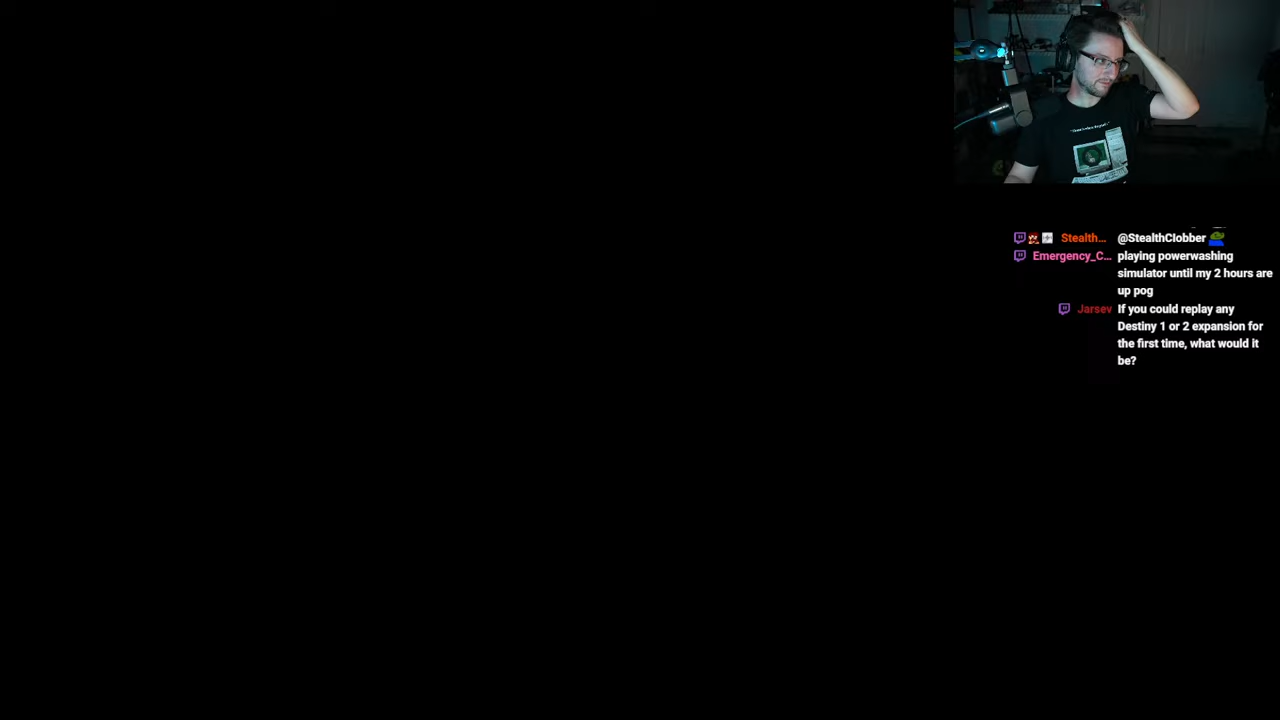 Stealth... @StealthClobber
Emergency_C... playing powerwashing
simulator until my 2 hours are
up pog
Jarsev If you could replay any
Destiny 1 or 2 expansion for
the first time, what would it
be?